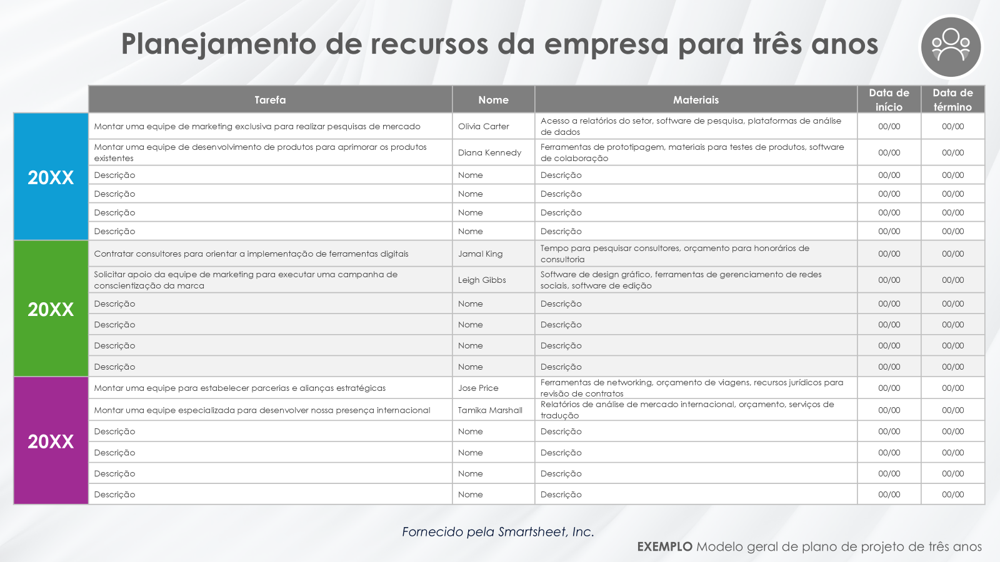 Planejamento de recursos da empresa para três anos
Tarefa
Nome
Materiais
Data de
início
Data de
término
20XX
Montar uma equipe de marketing exclusiva para realizar pesquisas de mercado
Olivia Carter
Acesso a relatórios do setor, software de pesquisa, plataformas de análise
de dados
00/00
00/00
Montar uma equipe de desenvolvimento de produtos para aprimorar os produtos
existentes
Diana Kennedy
Ferramentas de prototipagem, materiais para testes de produtos, software
de colaboração
00/00
00/00
Descrição
Nome
Descrição
00/00
00/00
Descrição
Nome
Descrição
00/00
00/00
Descrição
Nome
Descrição
00/00
00/00
Descrição
Nome
Descrição
00/00
00/00
20XX
Contratar consultores para orientar a implementação de ferramentas digitais
Jamal King
Tempo para pesquisar consultores, orçamento para honorários de
consultoria
00/00
00/00
Solicitar apoio da equipe de marketing para executar uma campanha de
conscientização da marca
Leigh Gibbs
Software de design gráfico, ferramentas de gerenciamento de redes
sociais, software de edição
00/00
00/00
Descrição
Nome
Descrição
00/00
00/00
Descrição
Nome
Descrição
00/00
00/00
Descrição
Nome
Descrição
00/00
00/00
Descrição
Nome
Descrição
00/00
00/00
20XX
Montar uma equipe para estabelecer parcerias e alianças estratégicas
Jose Price
Ferramentas de networking, orçamento de viagens, recursos jurídicos para
revisão de contratos
00/00
00/00
Montar uma equipe especializada para desenvolver nossa presença internacional
Tamika Marshall
Relatórios de análise de mercado internacional, orçamento, serviços de
tradução
00/00
00/00
Descrição
Nome
Descrição
00/00
00/00
Descrição
Nome
Descrição
00/00
00/00
Descrição
Nome
Descrição
00/00
00/00
Descrição
Nome
Descrição
00/00
00/00
Fornecido pela Smartsheet, Inc.
EXEMPLO Modelo geral de plano de projeto de três anos